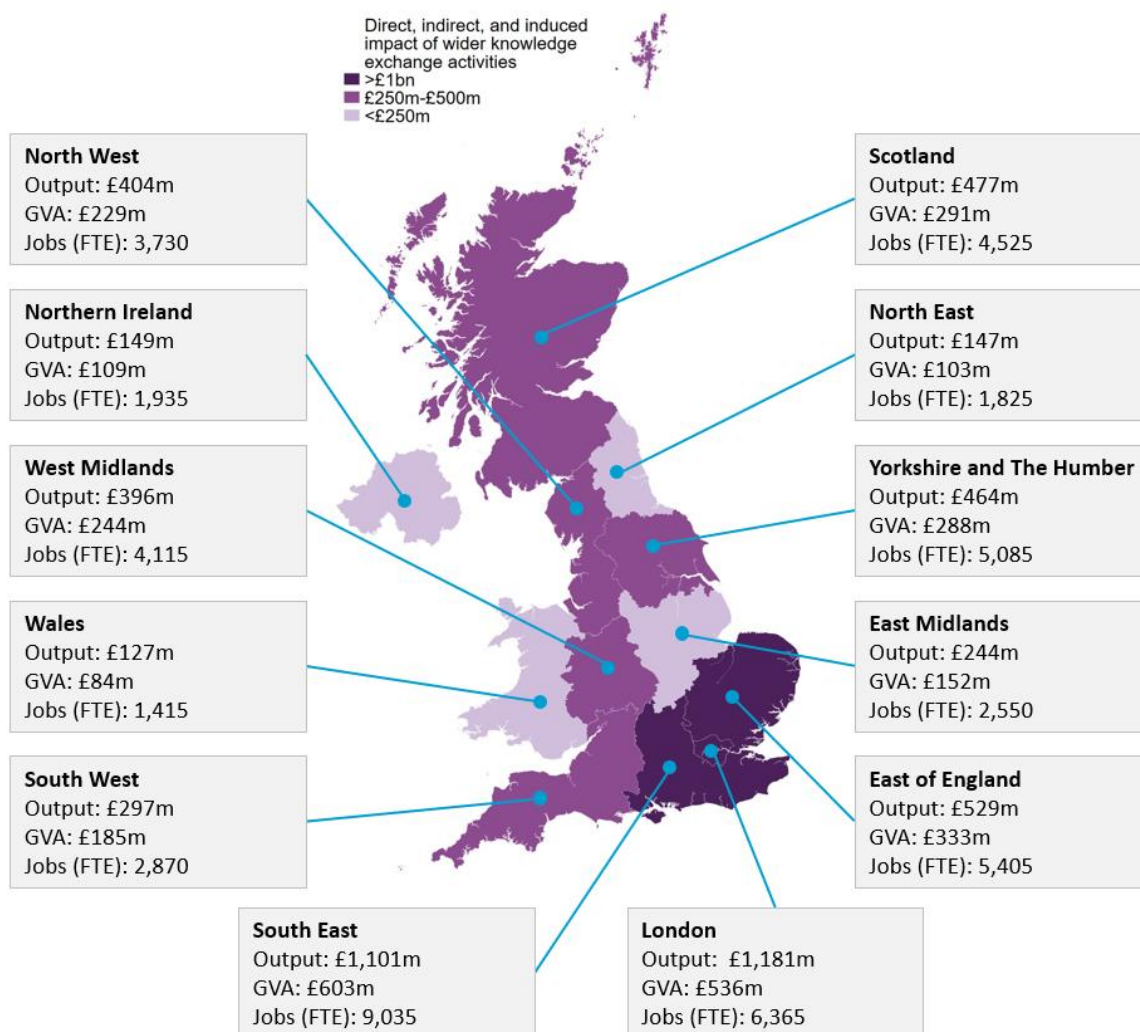 Direct, indirect, and induced
impact of wider knowledge
exchange activities
>£1bn
£250m-£500m
<£250m
North West
Output: £404m
GVA: £229m
Jobs (FTE): 3,730
Northern Ireland
Output: £149m
GVA: £109m
Jobs (FTE): 1,935
West Midlands
Output: £396m
GVA: £244m
Jobs (FTE): 4,115
Wales
Output: £127m
GVA: £84m
Jobs (FTE): 1,415
South West
Output: £297m
GVA: £185m
Jobs (FTE): 2,870
Scotland
Output: £477m
GVA: £291m
Jobs (FTE): 4,525
North East
Output: £147m
GVA: £103m
Jobs (FTE): 1,825
Yorkshire and The Humber
Output: £464m
GVA: £288m
Jobs (FTE): 5,085
East Midlands
Output: £244m
GVA: £152m
Jobs (FTE): 2,550
East of England
Output: £529m
GVA: £333m
Jobs (FTE): 5,405
South East
Output: £1,101m
GVA: £603m
Jobs (FTE): 9,035
London
Output: £1,181m
GVA: £536m
Jobs (FTE): 6,365